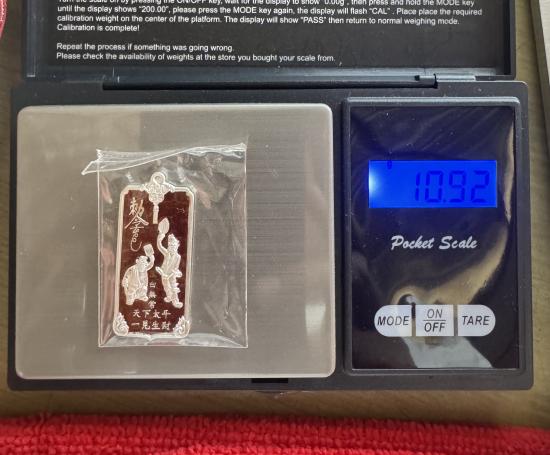 Turn the scale on by pressing the ON/OFF key, wait for the display to show "0.00g", then press and hold the MODE key
until the display shows "200.00", please press the MODE key again, the display will flash "CAL" . Place place the required
calibration weight on the center of the platform. The display will show "PASS" then return to normal weighing mode.
Calibration is complete!
Repeat the process if something was going wrong.
Please check the availability of weights at the store you bought your scale from.
白無常
天下太平
一見生財
10.92
Pocket Scale
MODE
ON
OFF
TARE